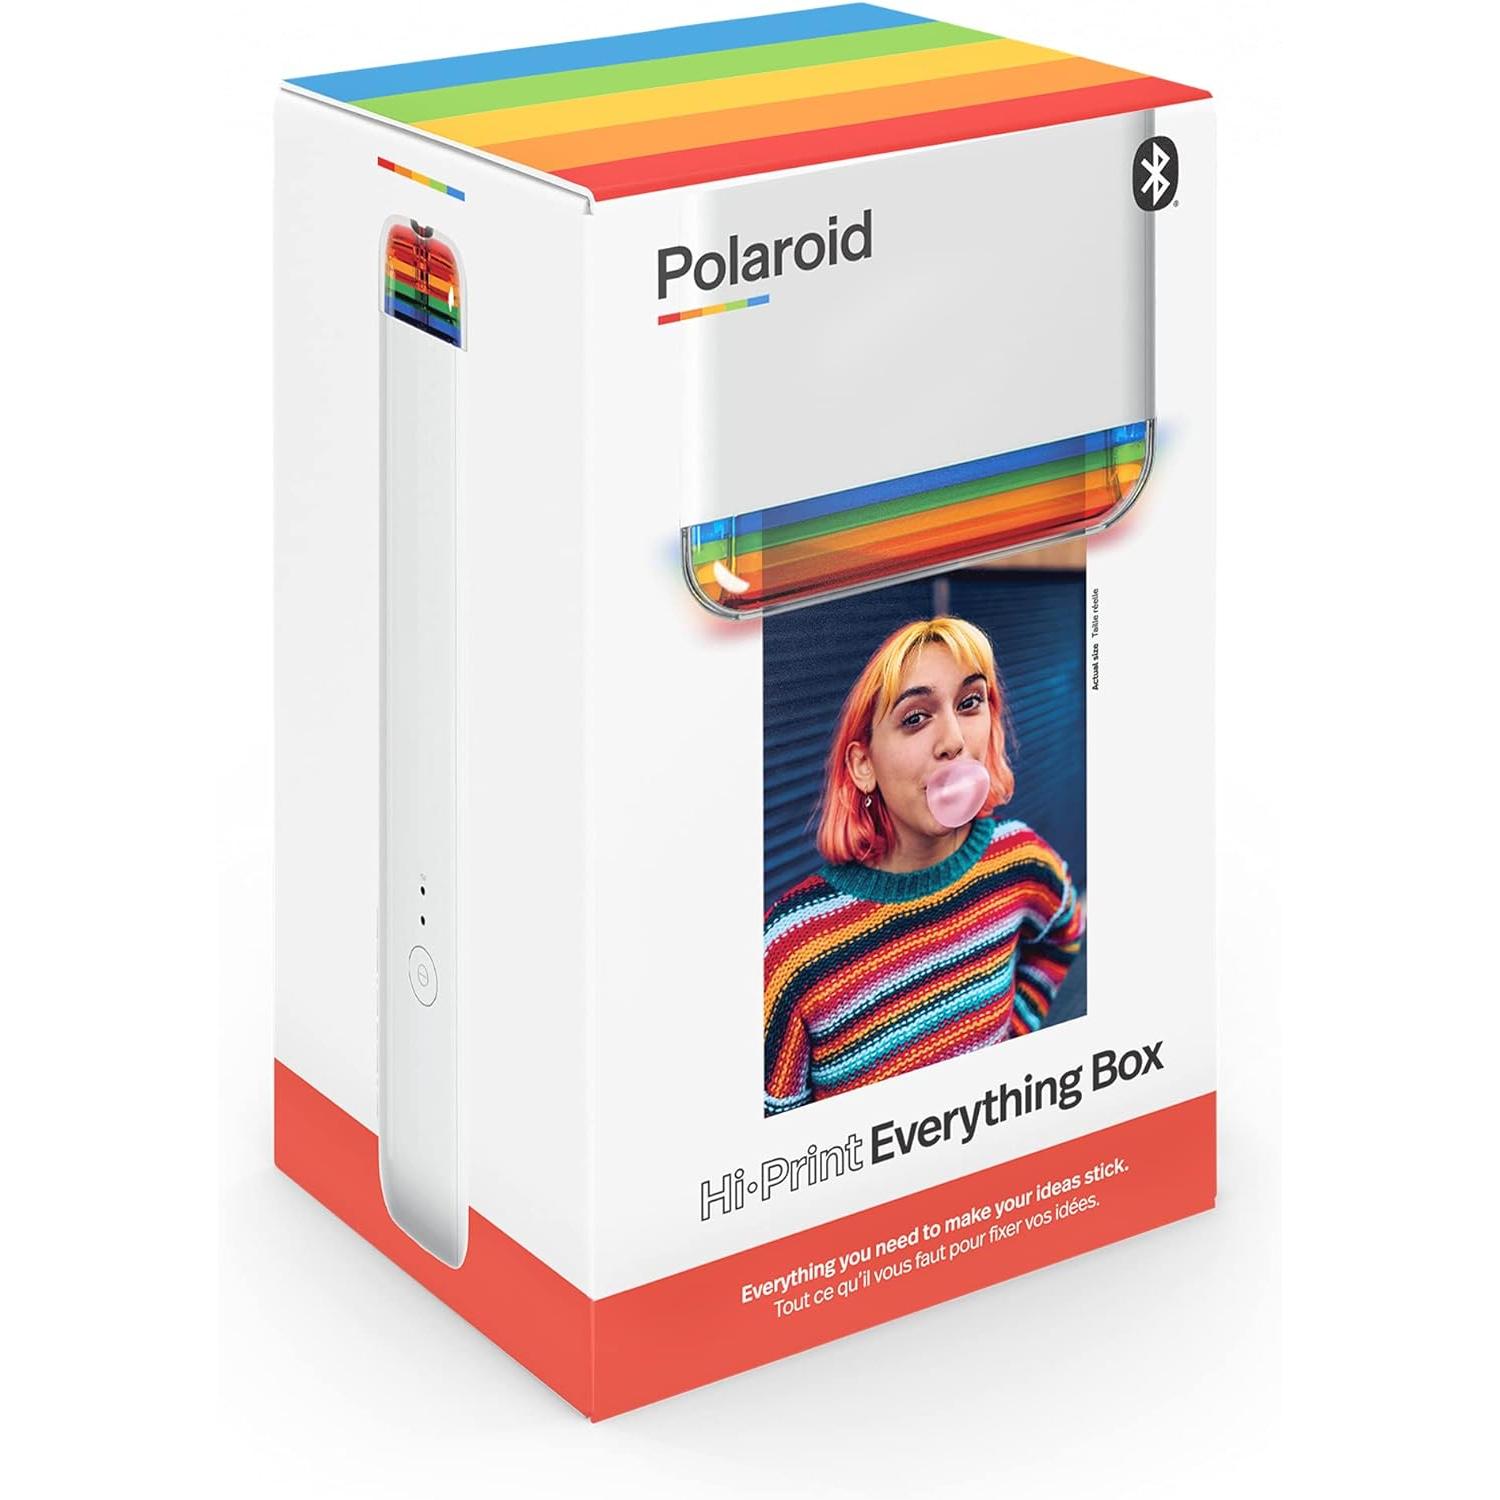 Polaroid
Actual size Taille réelle
Hi·Print Everything Box
Everything you need to make your ideas stick.
Tout ce qu'il vous faut pour fixer vos idées.